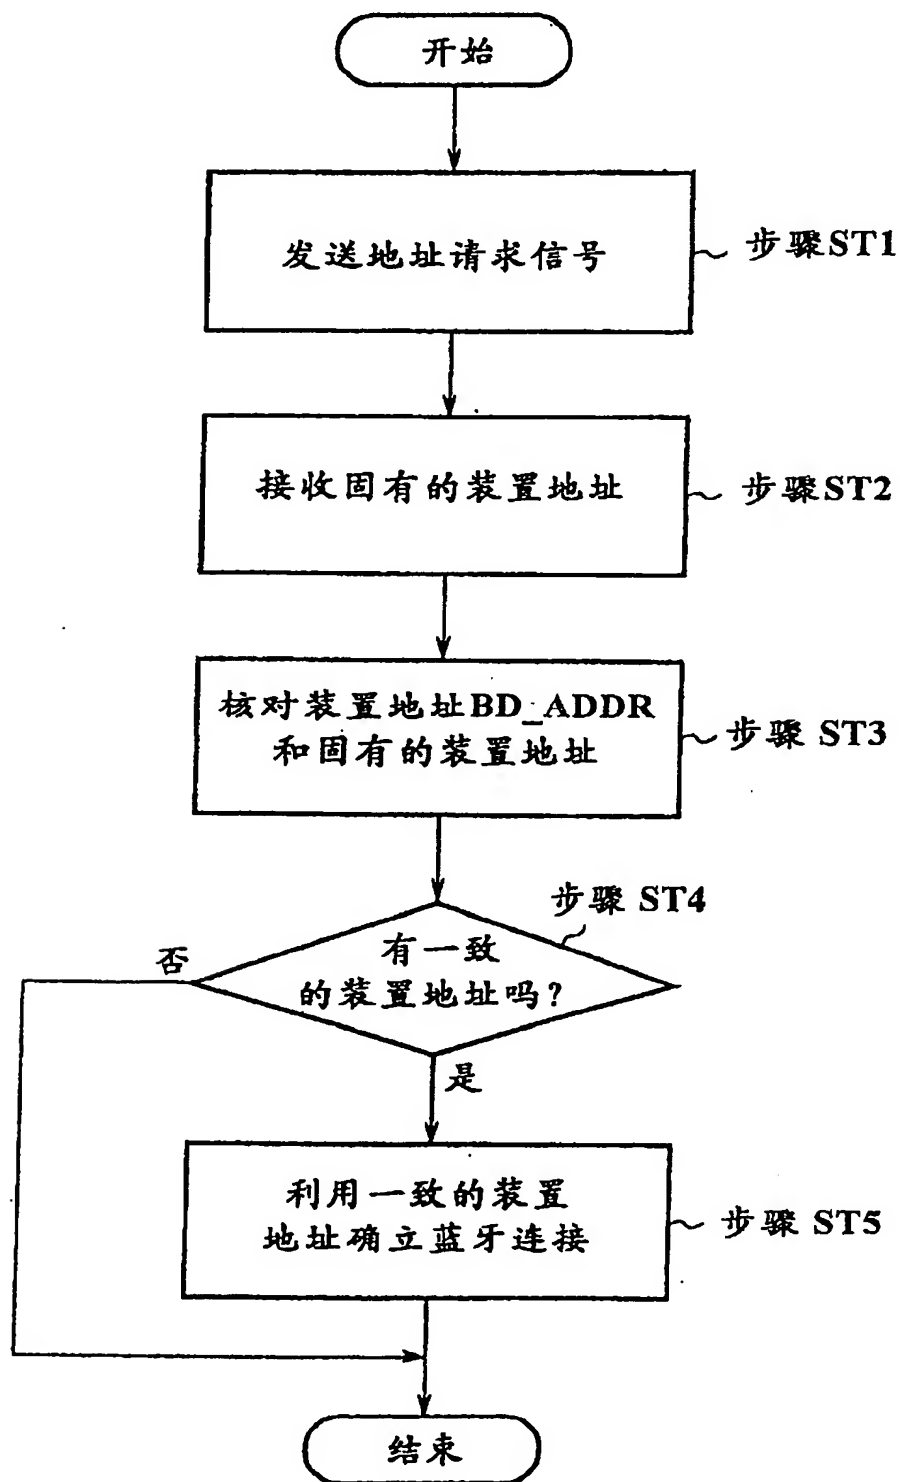 开始
发送地址请求信号
步骤ST1
接收固有的装置地址
步骤ST2
核对装置地址BD_ADDR
和固有的装置地址
步骤 ST3
步骤 ST4
有一致
的装置地址吗?
否
是
利用一致的装置
地址确立蓝牙连接
步骤 ST5
结束